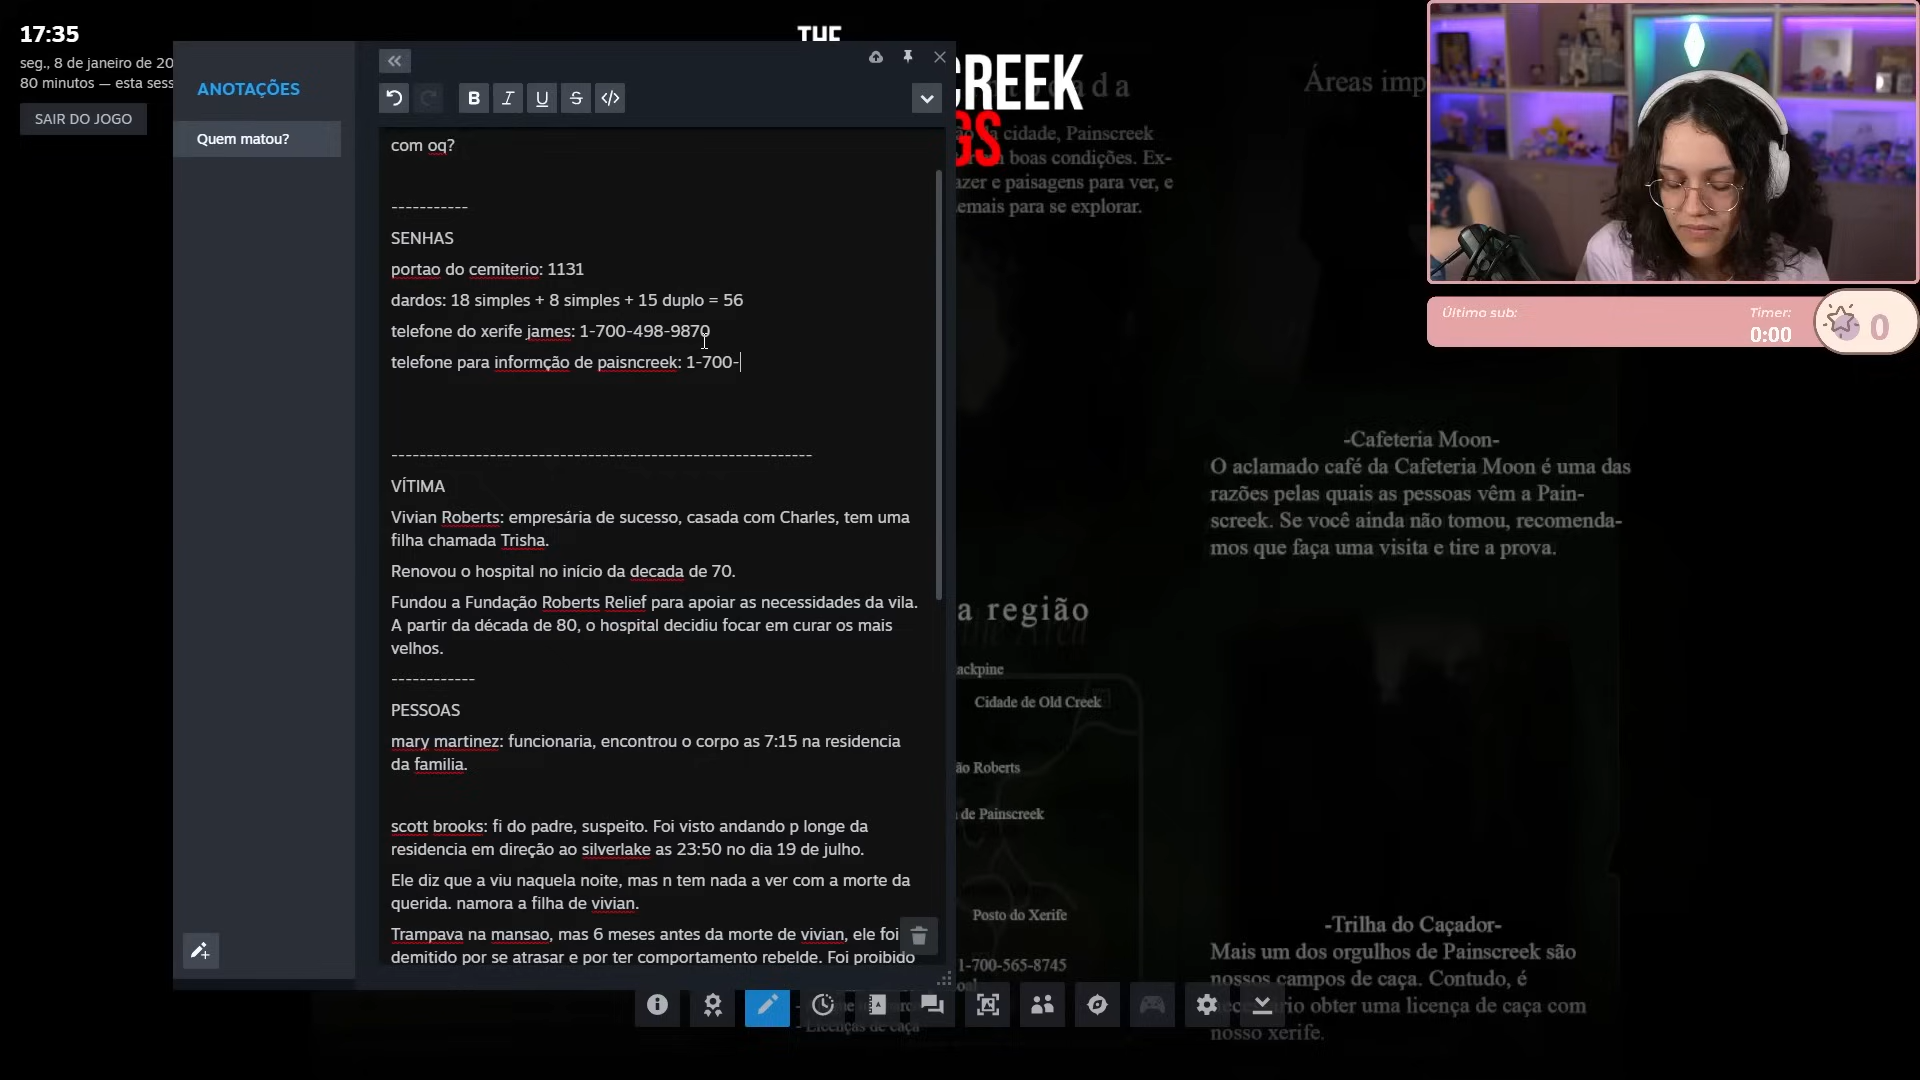 17:35
seg., 8 de janeiro de 20
80 minutos — esta sess
SAIR DO JOGO
ANOTAÇÕES
Quem matou?
com oq?
-----------
SENHAS
portao do cemiterio: 1131
dardos: 18 simples + 8 simples + 15 duplo = 56
telefone do xerife james: 1-700-498-9870
telefone para informção de paisncreek: 1-700-
------------------------------------------------------------
VÍTIMA
Vivian Roberts: empresária de sucesso, casada com Charles, tem uma
filha chamada Trisha.
Renovou o hospital no início da decada de 70.
Fundou a Fundação Roberts Relief para apoiar as necessidades da vila.
A partir da década de 80, o hospital decidiu focar em curar os mais
velhos.
------------
PESSOAS
mary martinez: funcionaria, encontrou o corpo as 7:15 na residencia
da familia.
scott brooks: fi do padre, suspeito. Foi visto andando p longe da
residencia em direção ao silverlake as 23:50 no dia 19 de julho.
Ele diz que a viu naquela noite, mas n tem nada a ver com a morte da
querida. namora a filha de vivian.
Trampava na mansao, mas 6 meses antes da morte de vivian, ele foi
demitido por se atrasar e por ter comportamento rebelde. Foi proibido
THE
CREEK
GS
ada
a cidade, Painscreek
boas condições. Ex-
azer e paisagens para ver, e
demais para se explorar.
Áreas imp
-Cafeteria Moon-
O aclamado café da Cafeteria Moon é uma das
razões pelas quais as pessoas vêm a Pain-
screek. Se você ainda não tomou, recomenda-
mos que faça uma visita e tire a prova.
a região
ackpine
Cidade de Old Creek
ão Roberts
de Painscreek
Posto do Xerife
1-700-565-8745
oal
- Licenças de caça
-Trilha do Caçador-
Mais um dos orgulhos de Painscreek são
nossos campos de caça. Contudo, é
rio obter uma licença de caça com
nosso xerife.
Último sub:
Timer:
0:00
0